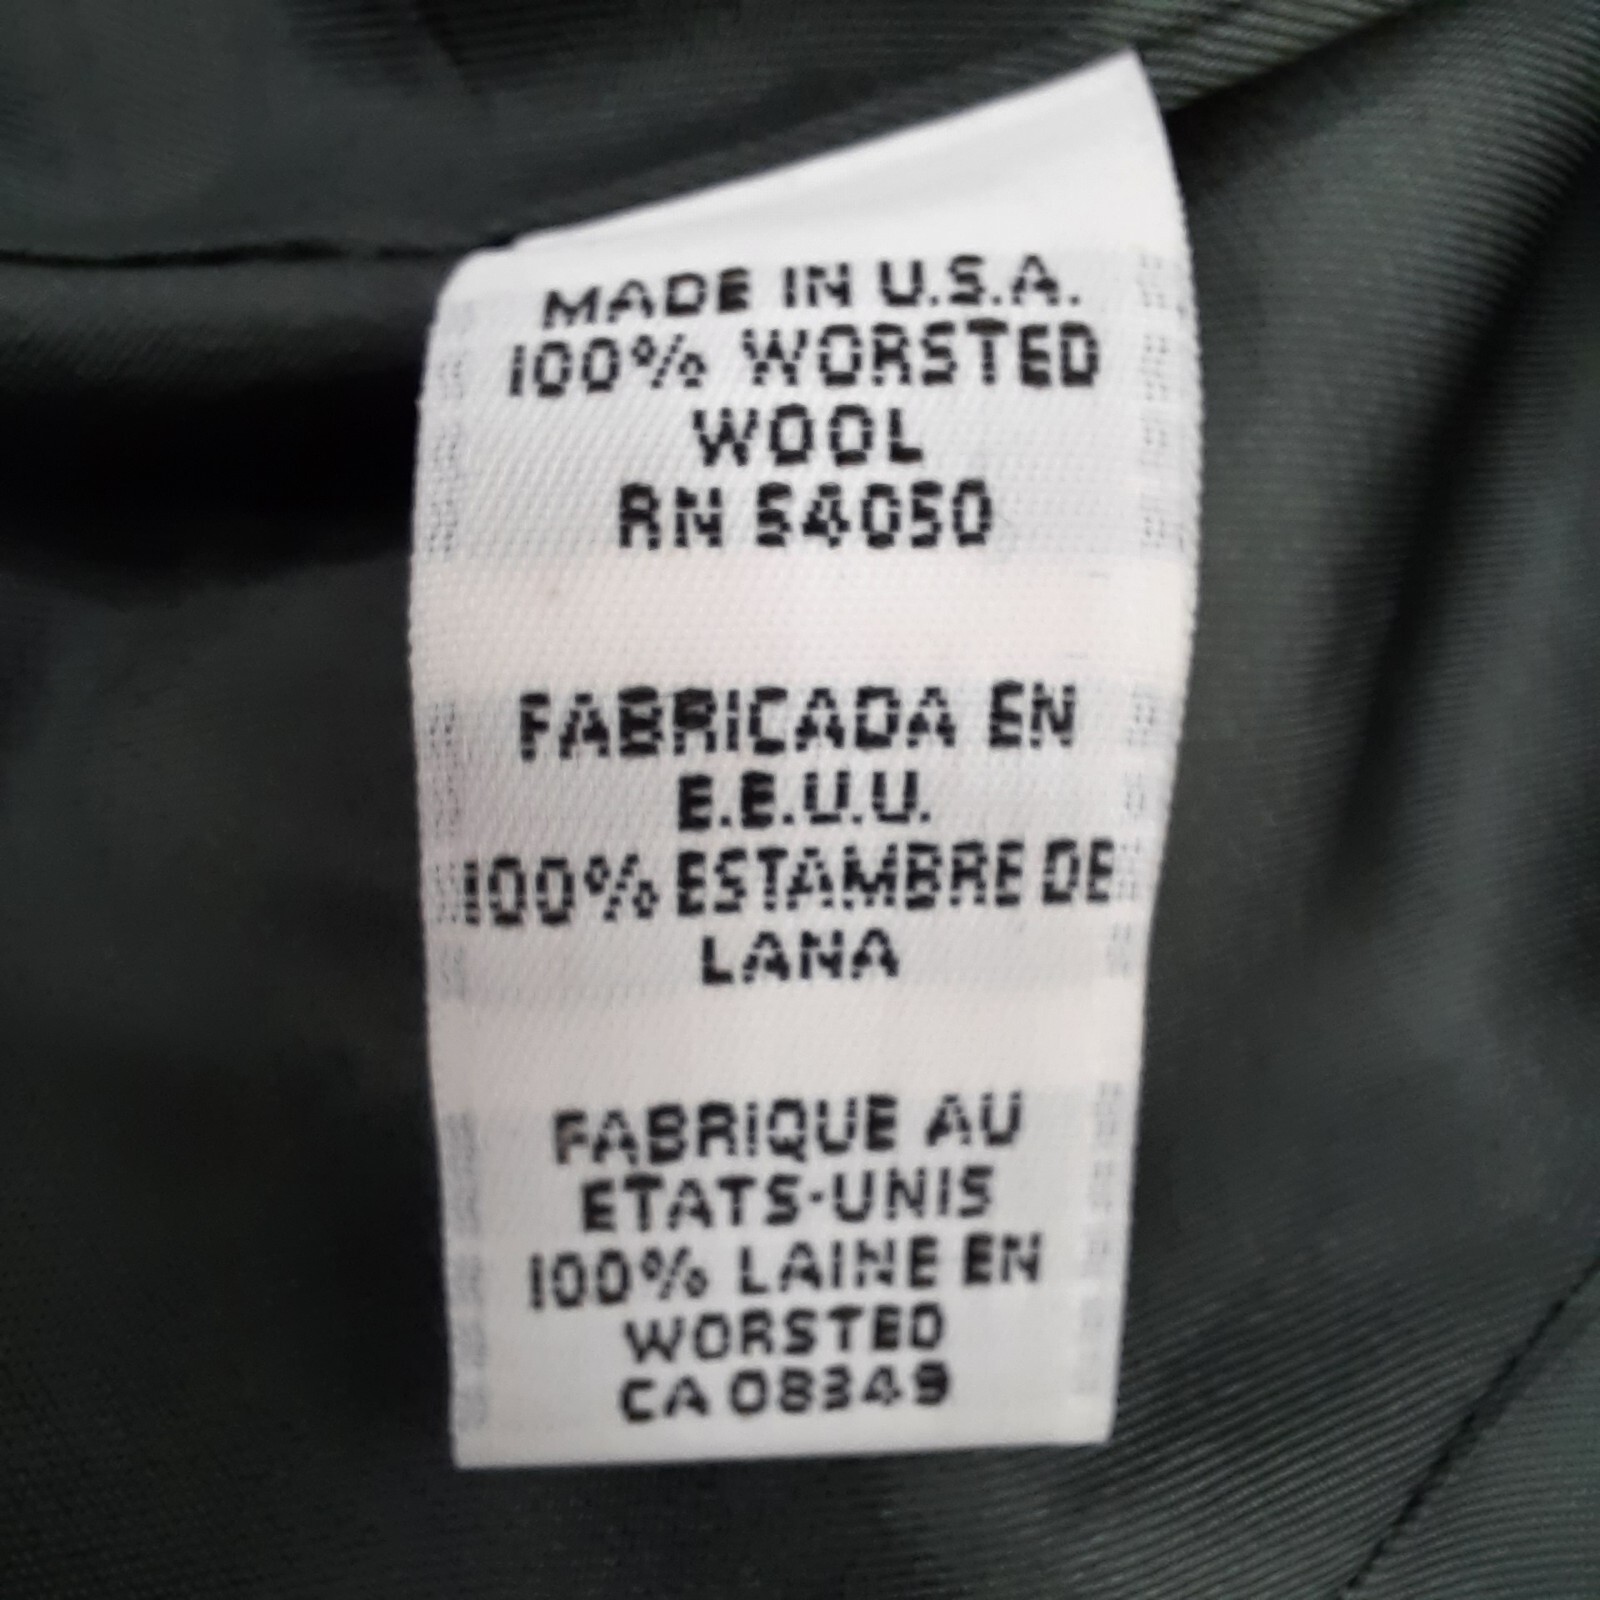 MADE IN U.S.A.
100% WORSTED
WOOL
RN 54050
FABRICADA EN
E.E.U.U.
100% ESTAMBRE DE
LANA
FABRIQUE AU
ETATS-UNIS
100% LAINE EN
WORSTED
CA 08349